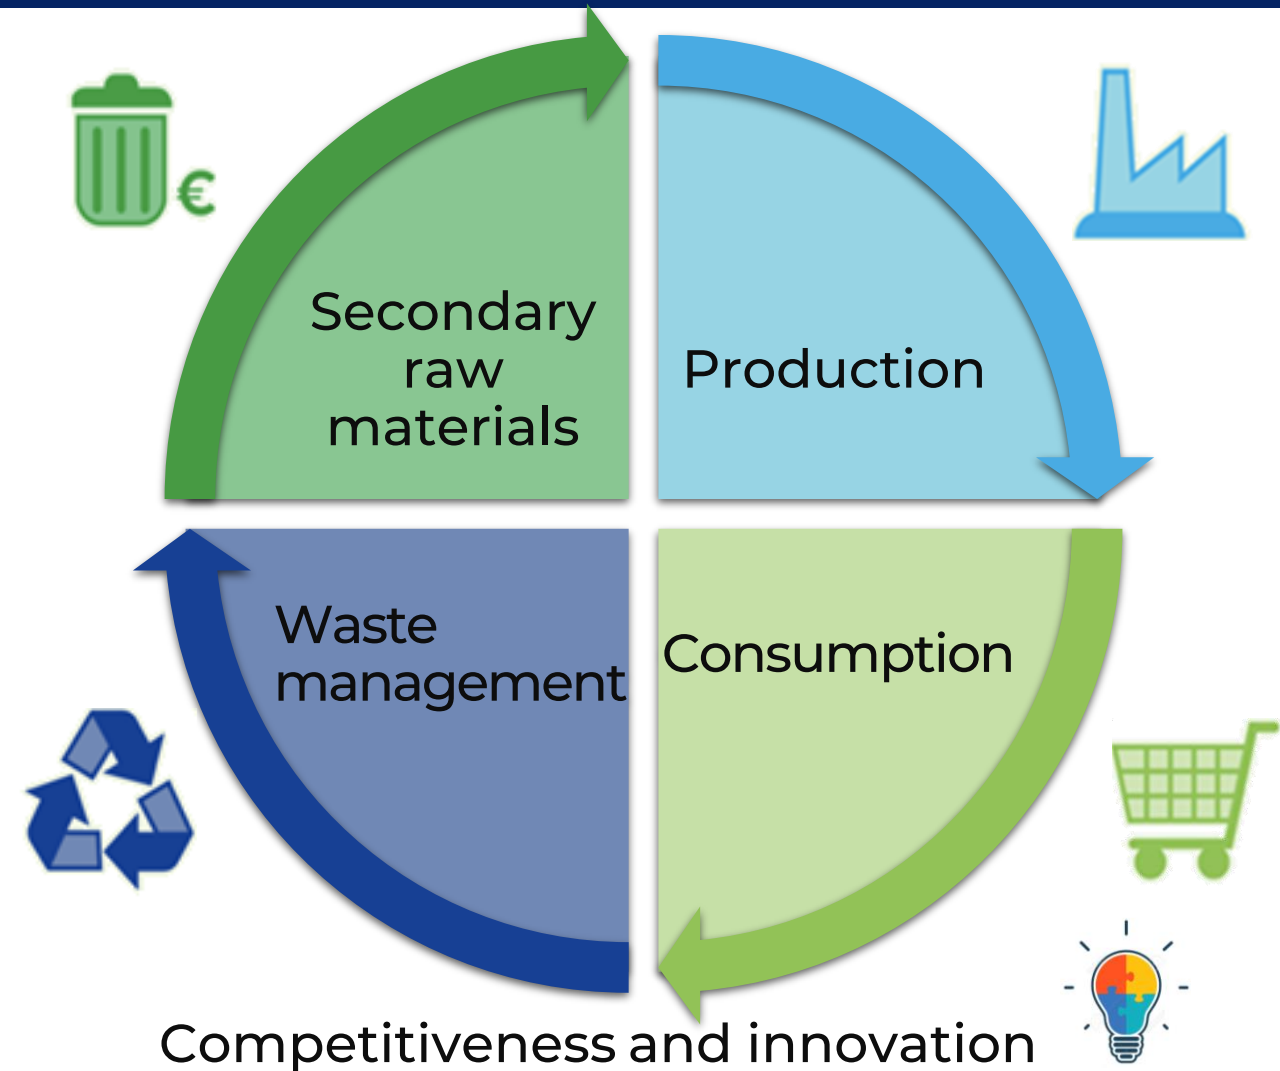 €
Secondary
raw
materials
Production
Waste
management
Consumption
Competitiveness and innovation